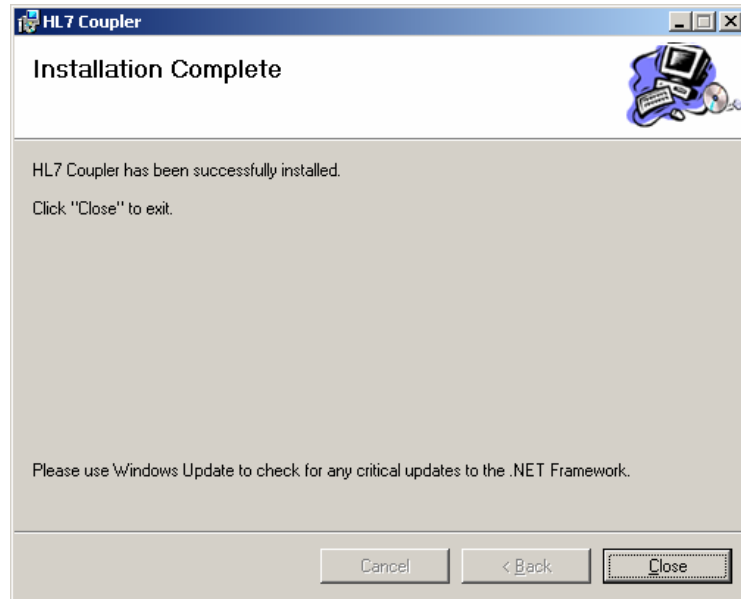 HL7 Coupler
Installation Complete
HL7 Coupler has been successfully installed.
Click "Close" to exit.
Please use Windows Update to check for any critical updates to the .NET Framework.
Cancel
< Back
Close